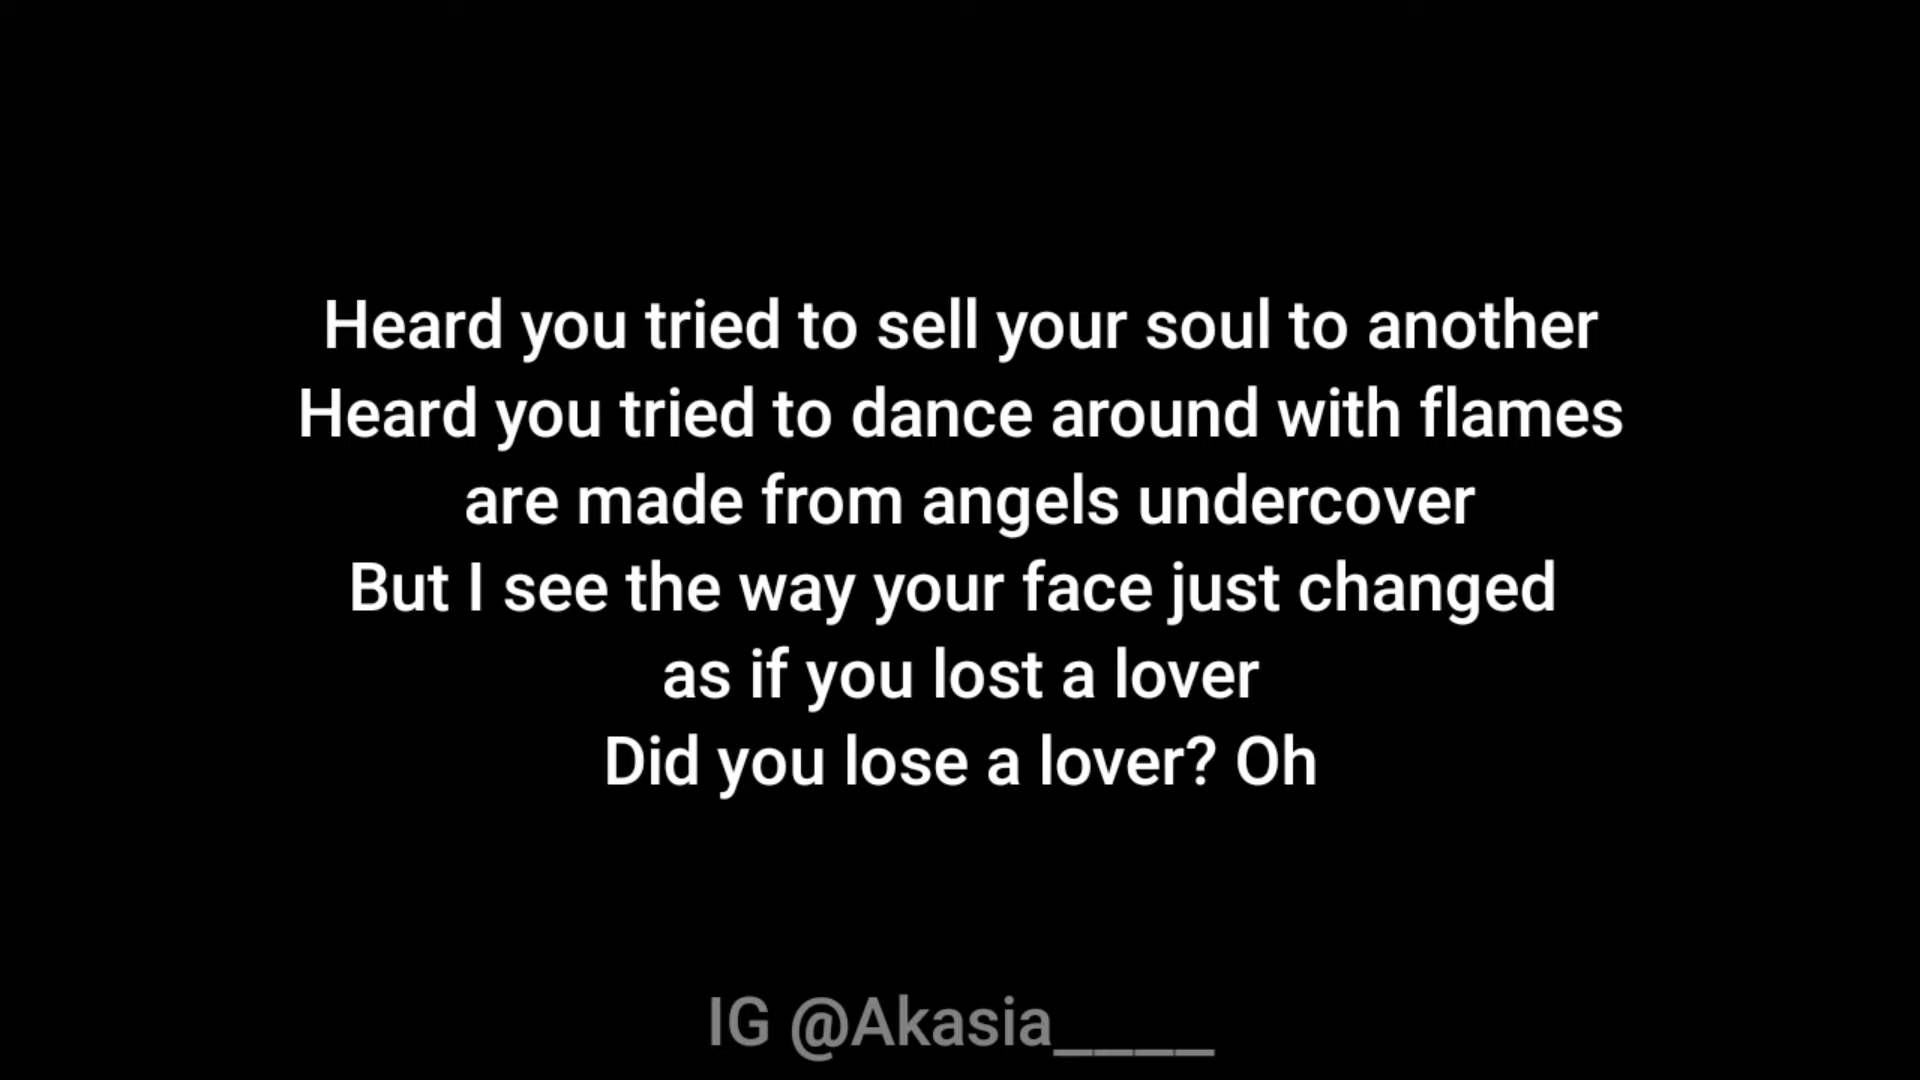 Heard you tried to sell your soul to another
Heard you tried to dance around with flames
are made from angels undercover
But I see the way your face just changed
as if you lost a lover
Did you lose a lover? Oh
IG @Akasia____